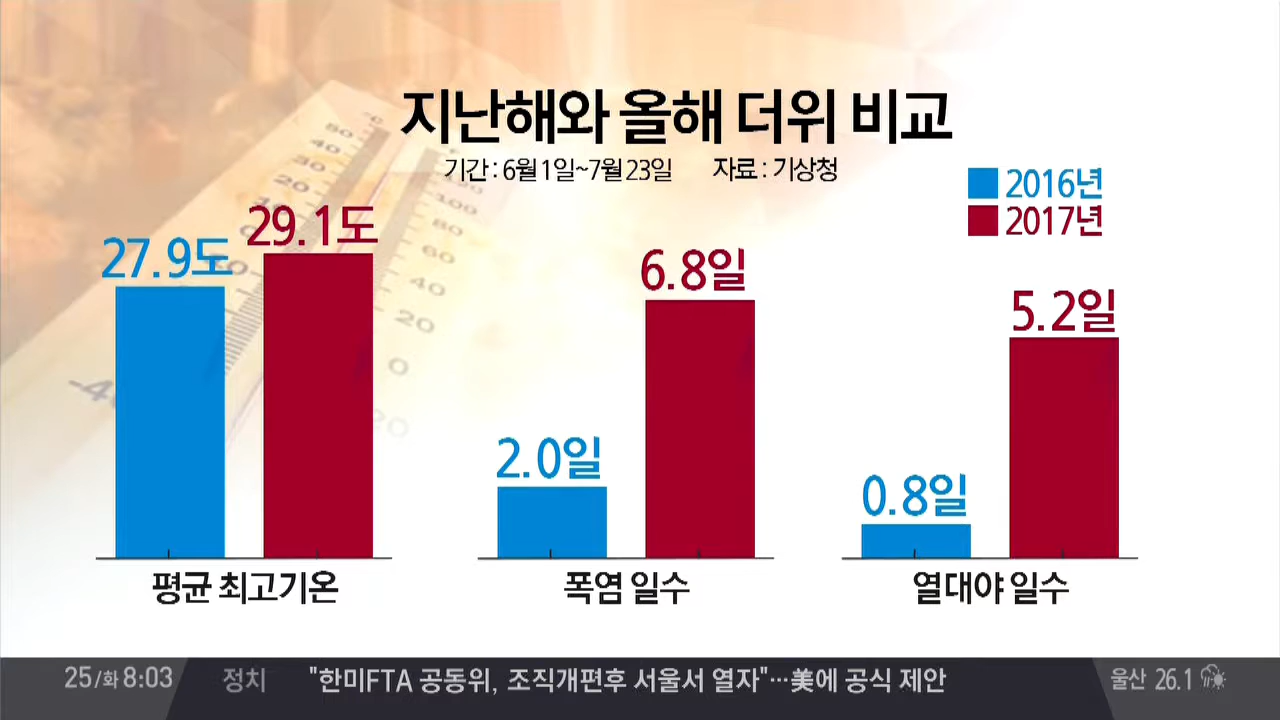 지난해와 올해 더위 비교
기간 : 6월 1일~7월 23일 자료 : 기상청
2016년
2017년
27.9도
29.1도
2.0일
6.8일
0.8일
5.2일
평균 최고기온
폭염 일수
열대야 일수
25/화 8:03 정치 "한미FTA 공동위, 조직개편후 서울서 열자"…美에 공식 제안 울산 26.1